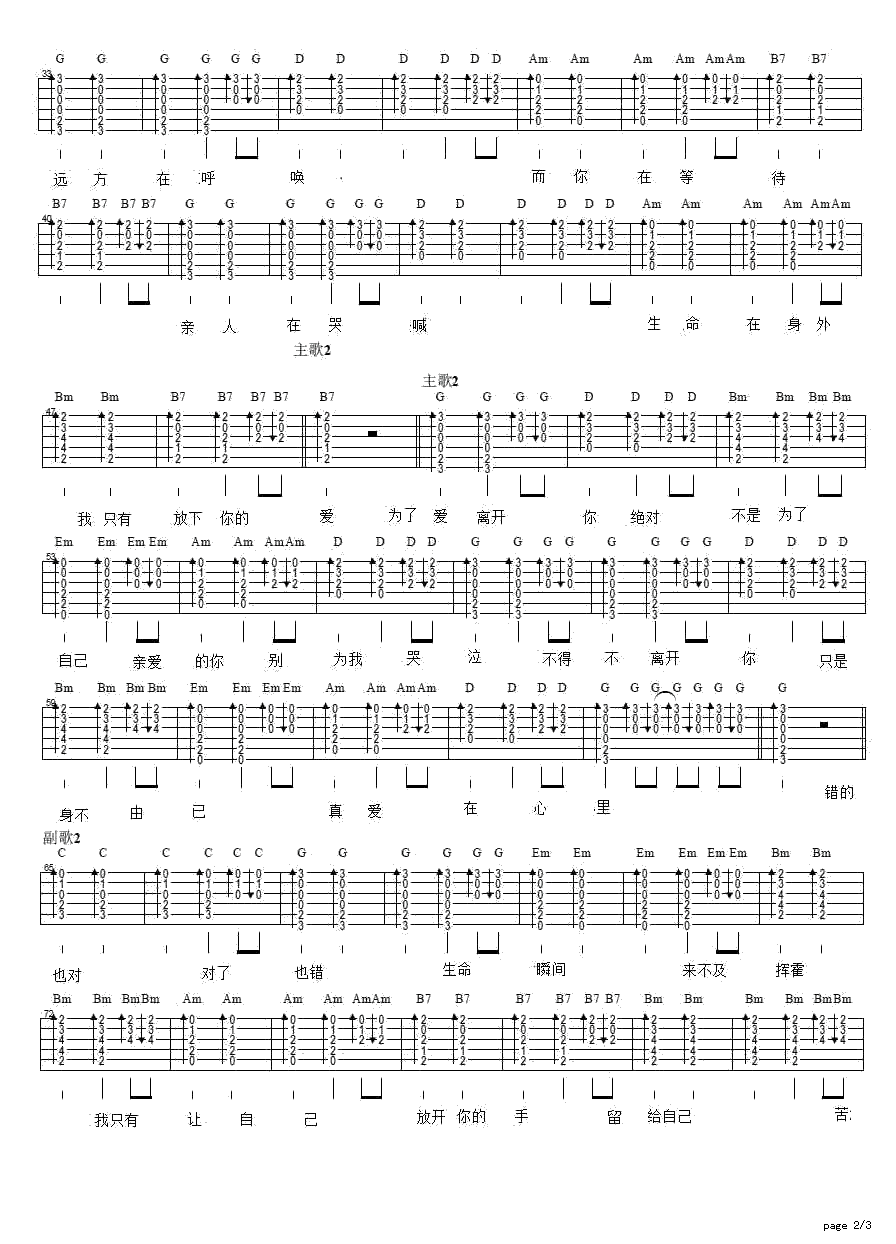 G G G G G G D D D D D D Am Am Am Am Am Am B7 B7
33
远 方 在 呼 唤 而 你 在 等 待
B7 B7 B7 B7 G G G G G G D D D D D D Am Am Am Am Am Am
40
亲 人 在 哭 喊 生 命 在 身 外
主歌2
主歌2
Bm Bm B7 B7 B7 B7 B7 G G G G D D D D Bm Bm Bm Bm
47
我 只有 放下 你的 爱 为了 爱 离开 你 绝对 不是 为了
Em Em Em Em Am Am Am Am D D D D G G G G G G G G D D D D
53
自己 亲爱 的你 别 为我 哭 泣 不得 不 离开 你 只是
Bm Bm Bm Bm Em Em Em Em Am Am Am Am D D D D G G G G G G G G
59
身不 由 己 真 爱 在 心 里 错的
副歌2
C C C C C C G G G G G G Em Em Em Em Em Em Bm Bm
65
也对 对了 也错 生命 瞬间 来不及 挥霍
Bm Bm Bm Bm Am Am Am Am Am Am B7 B7 B7 B7 B7 B7 Bm Bm Bm Bm Bm Bm
72
我只有 让 自 己 放开 你的 手 留 给自己 苦
page 2/3